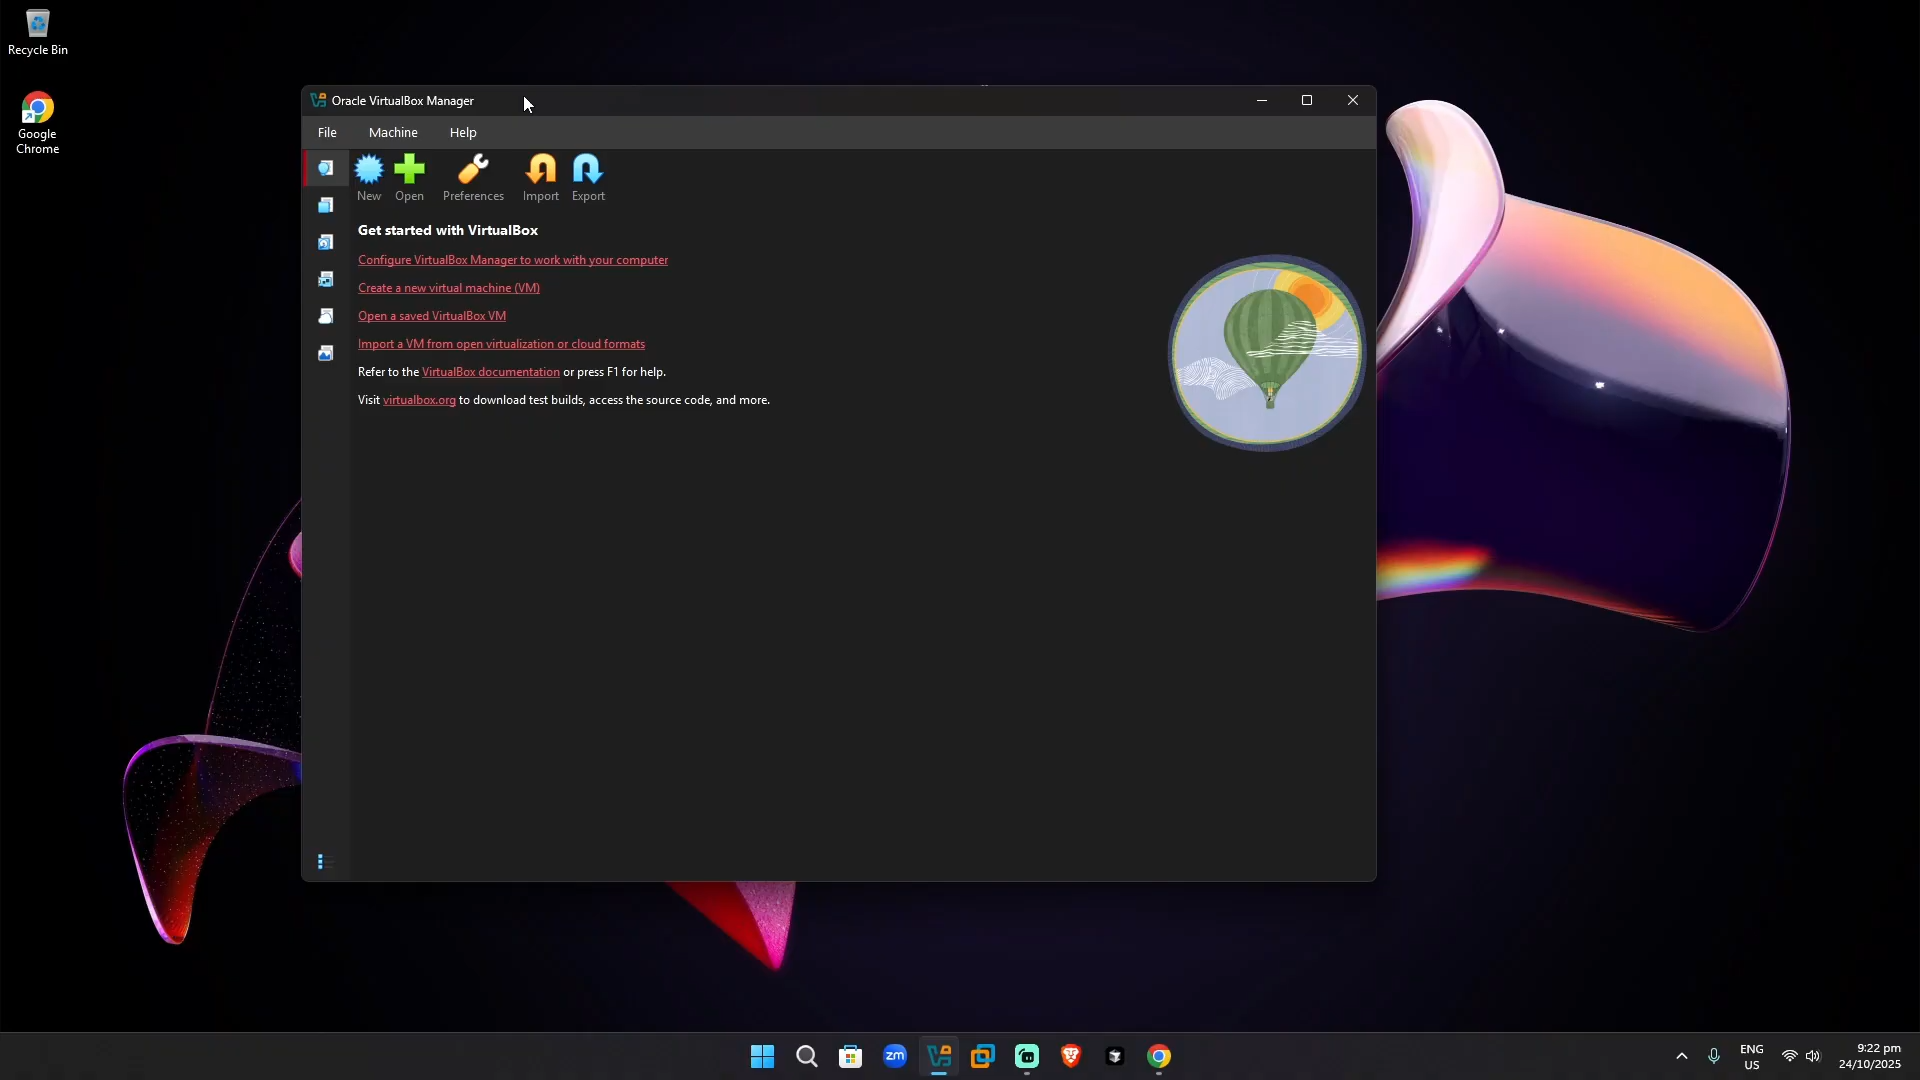 Recycle Bin
Google
Chrome
Oracle VirtualBox Manager
File Machine Help
New Open Preferences Import Export
Get started with VirtualBox
Configure VirtualBox Manager to work with your computer
Create a new virtual machine (VM)
Open a saved VirtualBox VM
Import a VM from open virtualization or cloud formats
Refer to the VirtualBox documentation or press F1 for help.
Visit virtualbox.org to download test builds, access the source code, and more.
zm
ENG
US
9:22 pm
24/10/2025